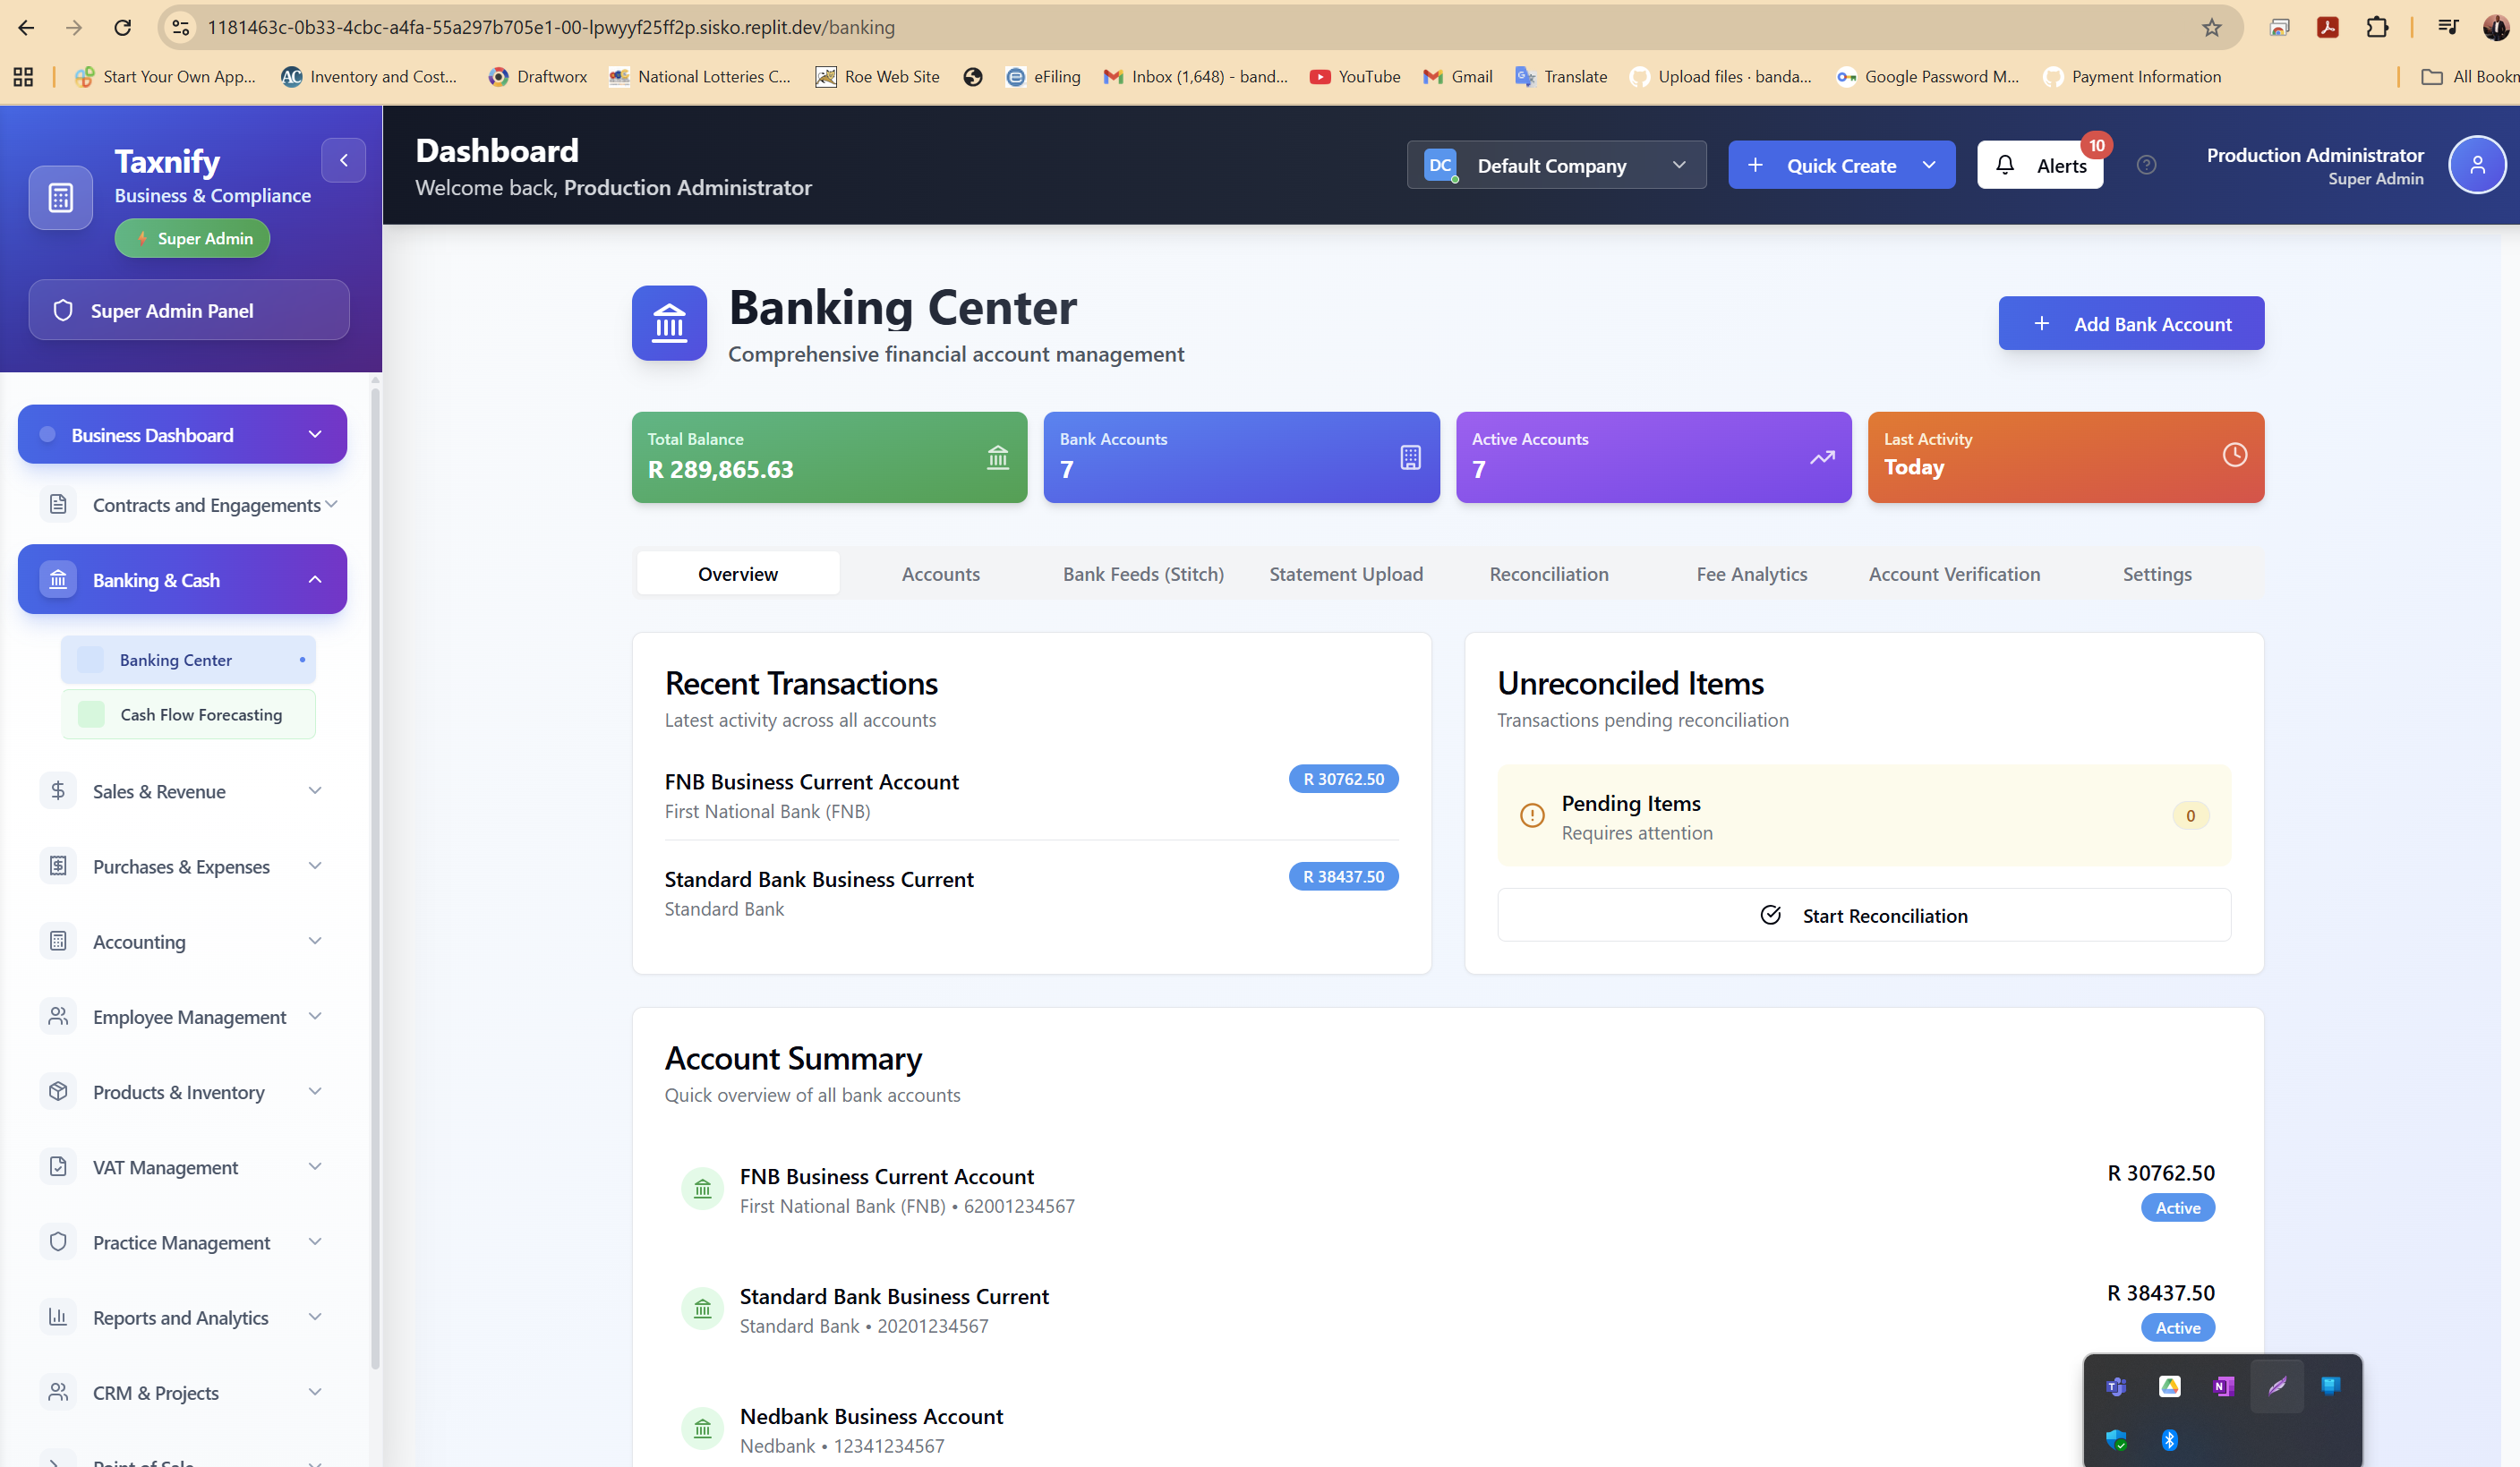 1181463c-0b33-4cbc-a4fa-55a297b705e1-00-lpwyyf25ff2p.sisko.replit.dev/banking
Start Your Own App...
Inventory and Cost...
Draftworx
National Lotteries C...
Roe Web Site
eFiling
Inbox (1,648) - band...
YouTube
Gmail
Translate
Upload files · banda...
Google Password M...
Payment Information
All Bookm
Taxnify
Business & Compliance
Super Admin
Super Admin Panel
Dashboard
Welcome back, Production Administrator
DC
Default Company
Quick Create
Alerts
10
Production Administrator
Super Admin
Business Dashboard
Contracts and Engagements
Banking & Cash
Banking Center
Cash Flow Forecasting
Sales & Revenue
Purchases & Expenses
Accounting
Employee Management
Products & Inventory
VAT Management
Practice Management
Reports and Analytics
CRM & Projects
Point of Sale
Banking Center
Comprehensive financial account management
Add Bank Account
Total Balance
R 289,865.63
Bank Accounts
7
Active Accounts
7
Last Activity
Today
Overview
Accounts
Bank Feeds (Stitch)
Statement Upload
Reconciliation
Fee Analytics
Account Verification
Settings
Recent Transactions
Latest activity across all accounts
FNB Business Current Account
First National Bank (FNB)
R 30762.50
Standard Bank Business Current
Standard Bank
R 38437.50
Unreconciled Items
Transactions pending reconciliation
Pending Items
Requires attention
0
Start Reconciliation
Account Summary
Quick overview of all bank accounts
FNB Business Current Account
First National Bank (FNB) • 62001234567
R 30762.50
Active
Standard Bank Business Current
Standard Bank • 20201234567
R 38437.50
Active
Nedbank Business Account
Nedbank • 12341234567